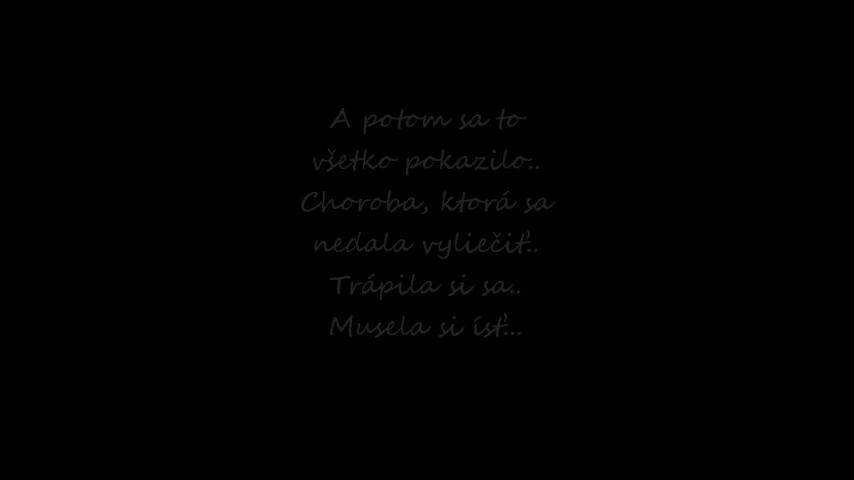 A potom sa to
všetko pokazilo..
Choroba, ktorá sa
nedala vyliečiť..
Trápila si sa..
Musela si ísť...